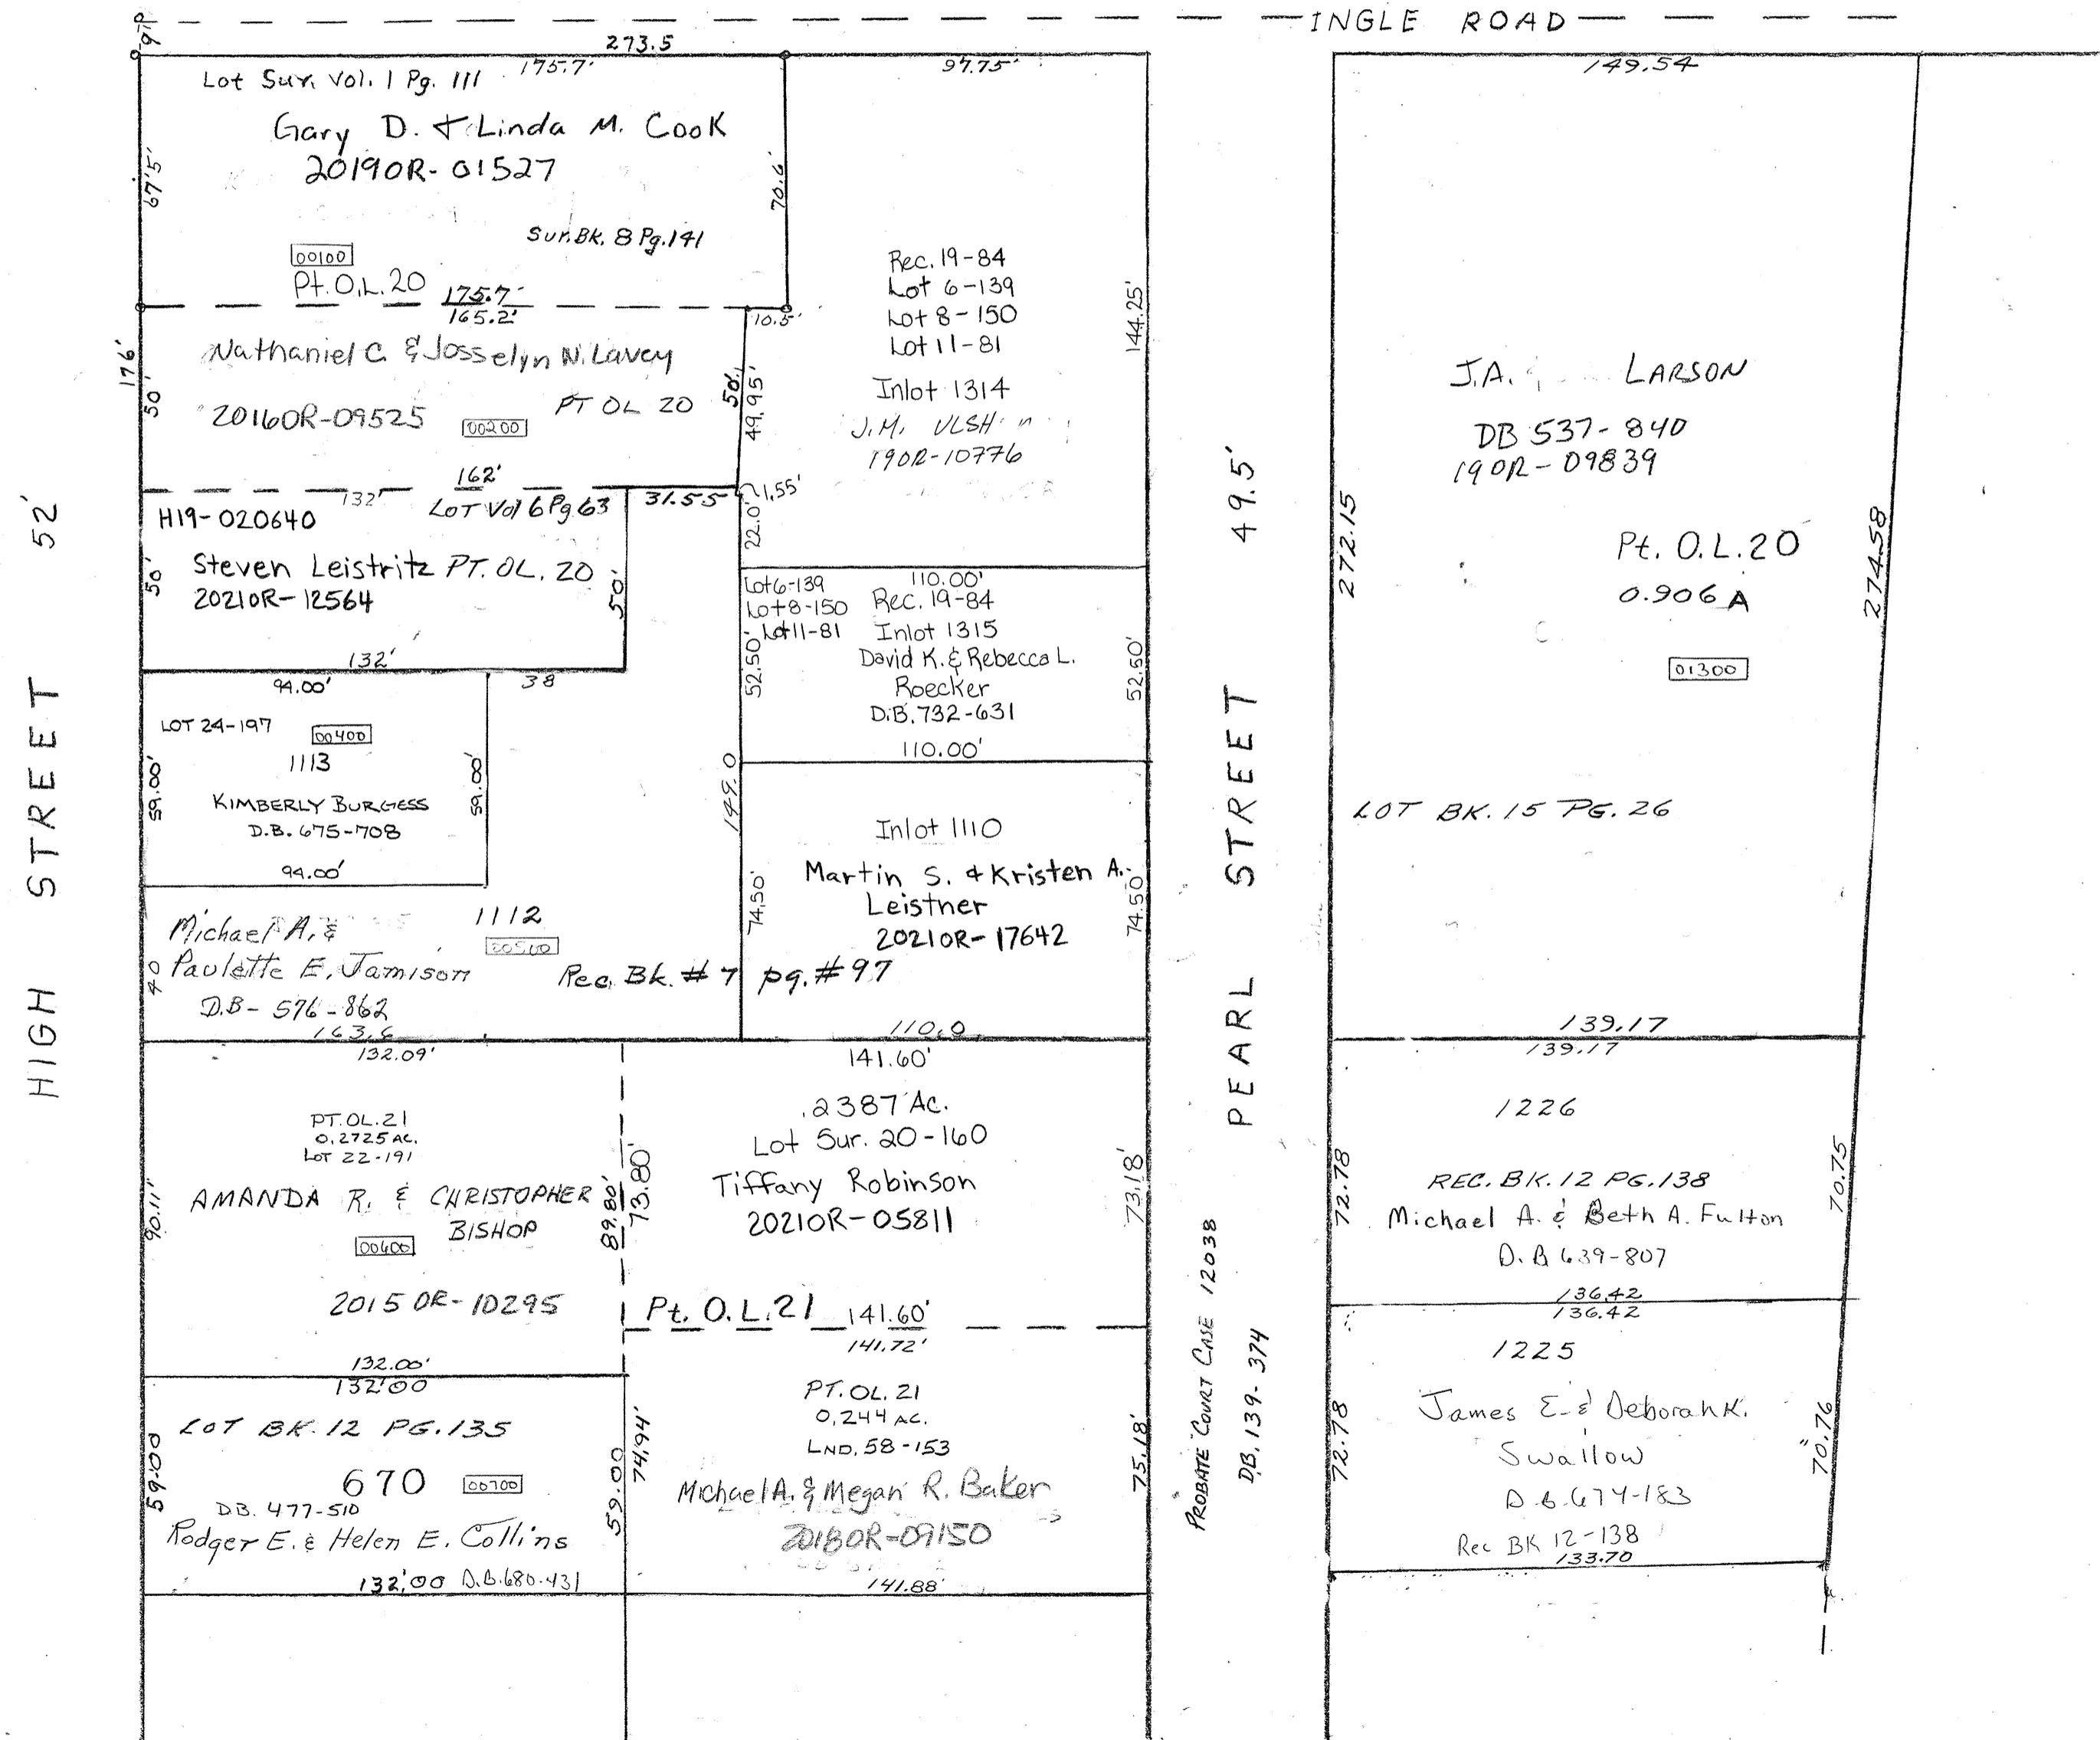 INGLE ROAD
9'
273.5
175.7'
97.75'
149.54
Lot Sur. Vol. 1 Pg. 111
Gary D. & Linda M. Cook
20190R-01527
67.5'
70.6'
Sur. Bk. 8 Pg. 141
00100
Pt. O.L. 20
175.7'
165.2'
10.5'
176'
Nathaniel C. & Josselyn N. Lavey
20160R-09525
00200
PT OL 20
50'
50'
49.95'
162'
132'
LOT Vol 6 Pg 63
31.55
1.55'
22.0'
H19-020640
Steven Leistritz PT. OL. 20
20210R-12564
50'
50'
132'
Rec. 19-84
Lot 6-139
Lot 8-150
Lot 11-81
Inlot 1314
190R-10776
144.25'
Lot 6-139
Lot 8-150
Lot 11-81
110.00'
Rec. 19-84
Inlot 1315
David K. & Rebecca L.
Roecker
D.B. 732-631
110.00'
52.50'
52.50'
94.00'
38
LOT 24-197
00400
1113
KIMBERLY BURGESS
D.B. 675-708
59.00'
59.00'
94.00'
149.0
Inlot 1110
Martin S. & Kristen A.
Leistner
20210R-17642
74.50'
74.50'
110.0
Michael A. &
Paulette E. Jamison
D.B- 576-862
1112
00500
40
Rec. Bk. # 7 pg. # 97
163.6
132.09'
PT. OL. 21
0.2725 AC.
LOT 22-191
AMANDA R. & CHRISTOPHER
BISHOP
00600
2015 OR-10295
90.11'
89.80'
132.00'
141.60'
.2387 AC.
Lot Sur. 20-160
Tiffany Robinson
20210R-05811
73.80'
73.18'
Pt. O.L. 21
141.60'
141.72'
132.00
LOT BK. 12 PG. 135
670
00700
D.B. 477-510
Rodger E. & Helen E. Collins
132.00
D.B. 680-431
59.00
59.00
PT. OL. 21
0.244 AC.
LND. 58-153
Michael A. & Megan R. Baker
20180R-09150
74.94'
75.18'
141.88'
HIGH STREET 52'
PEARL STREET 49.5'
PROBATE COURT CASE 12038
D.B. 139-374
J.A. LARSON
DB 537-840
190R-09839
Pt. O.L. 20
0.906 A
01300
272.15
274.58
LOT BK. 15 PG. 26
139.17
139.17
1226
REC. BK. 12 PG. 138
Michael A. & Beth A. Fulton
D.B 639-807
72.78
70.75
136.42
136.42
1225
James E. & Deborah K.
Swallow
D.B. 674-183
Rec BK 12-138
133.70
72.78
70.76